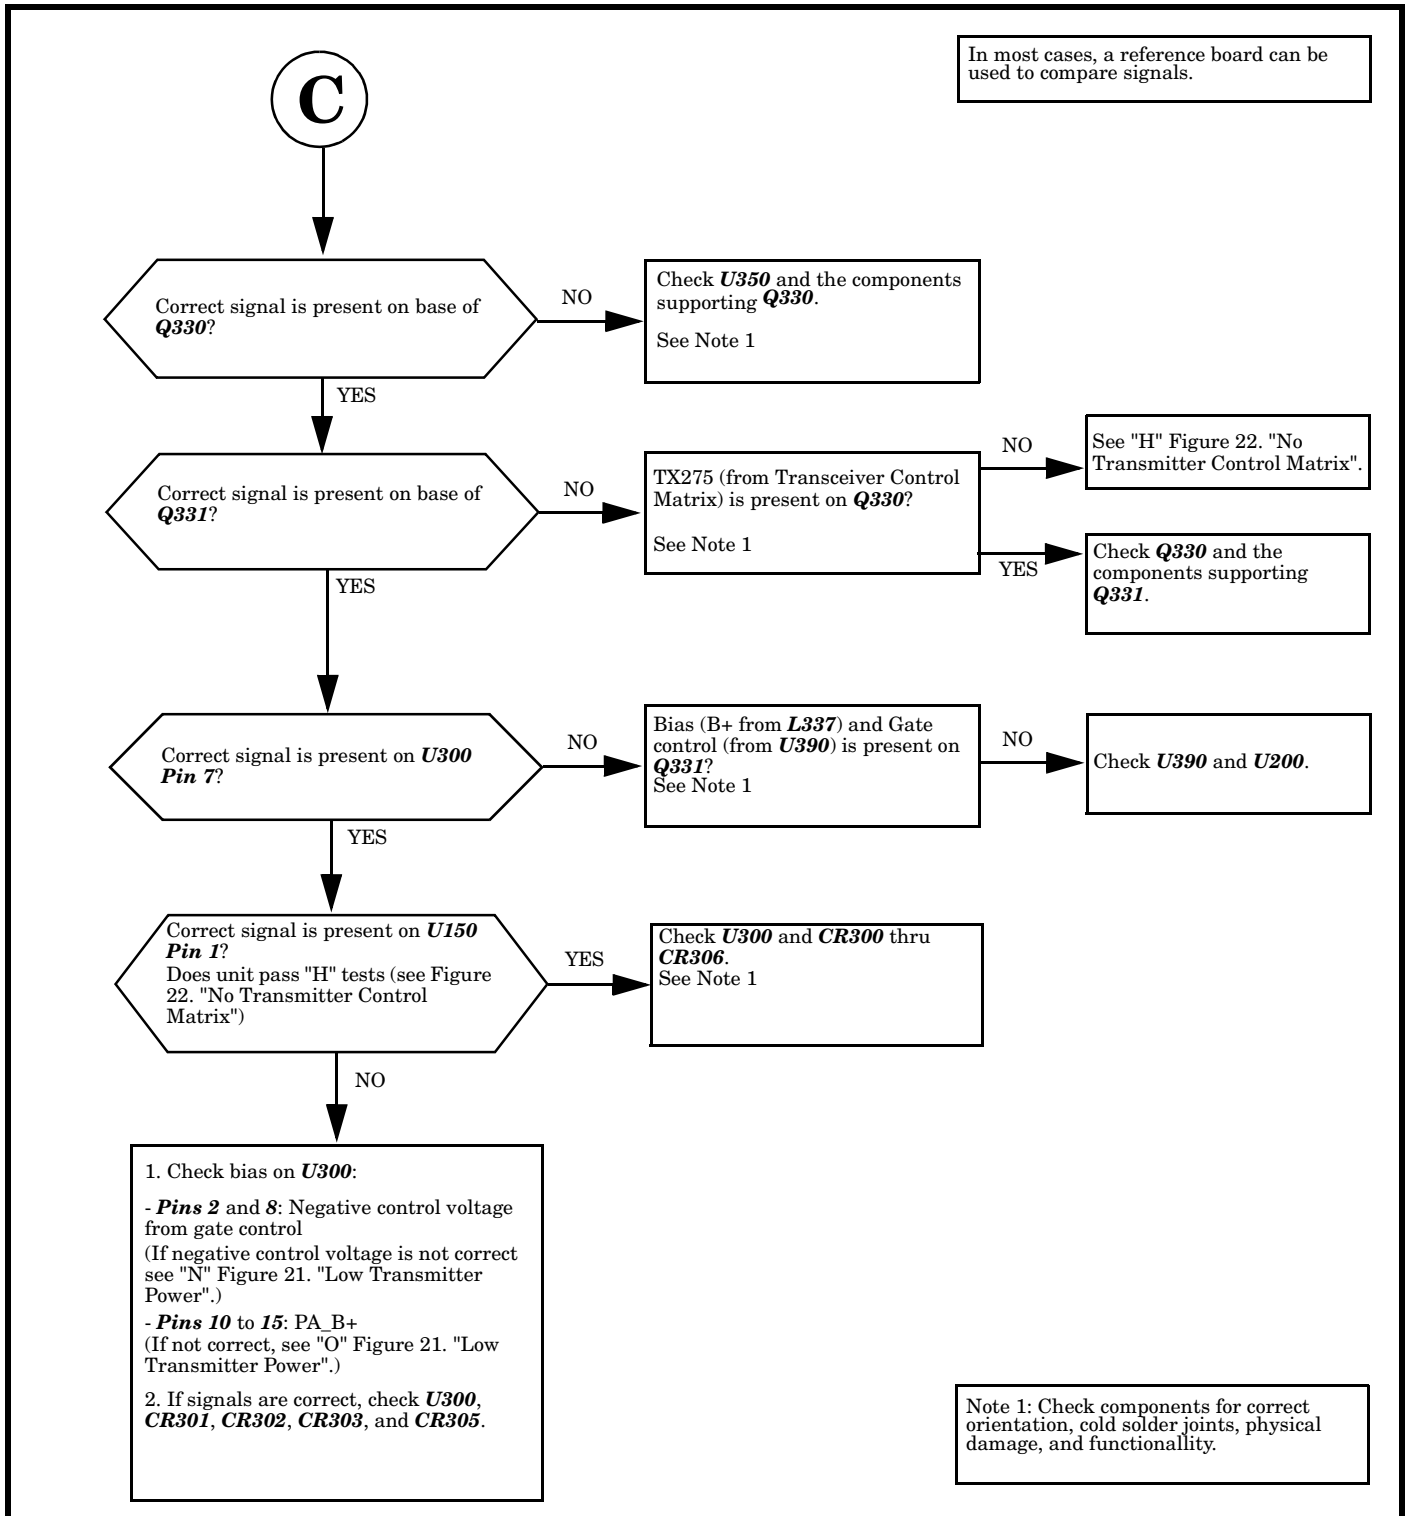 C
In most cases, a reference board can be
used to compare signals.
Correct signal is present on base of
Q330?
NO
Check U350 and the components
supporting Q330.
See Note 1
YES
Correct signal is present on base of
Q331?
NO
TX275 (from Transceiver Control
Matrix) is present on Q330?
See Note 1
NO
See "H" Figure 22. "No
Transmitter Control Matrix".
YES
Check Q330 and the
components supporting
Q331.
YES
Correct signal is present on U300
Pin 7?
NO
Bias (B+ from L337) and Gate
control (from U390) is present on
Q331?
See Note 1
NO
Check U390 and U200.
YES
Correct signal is present on U150
Pin 1?
Does unit pass "H" tests (see Figure
22. "No Transmitter Control
Matrix")
YES
Check U300 and CR300 thru
CR306.
See Note 1
NO
1. Check bias on U300:
- Pins 2 and 8: Negative control voltage
from gate control
(If negative control voltage is not correct
see "N" Figure 21. "Low Transmitter
Power".)
- Pins 10 to 15: PA_B+
(If not correct, see "O" Figure 21. "Low
Transmitter Power".)
2. If signals are correct, check U300,
CR301, CR302, CR303, and CR305.
Note 1: Check components for correct
orientation, cold solder joints, physical
damage, and functionallity.